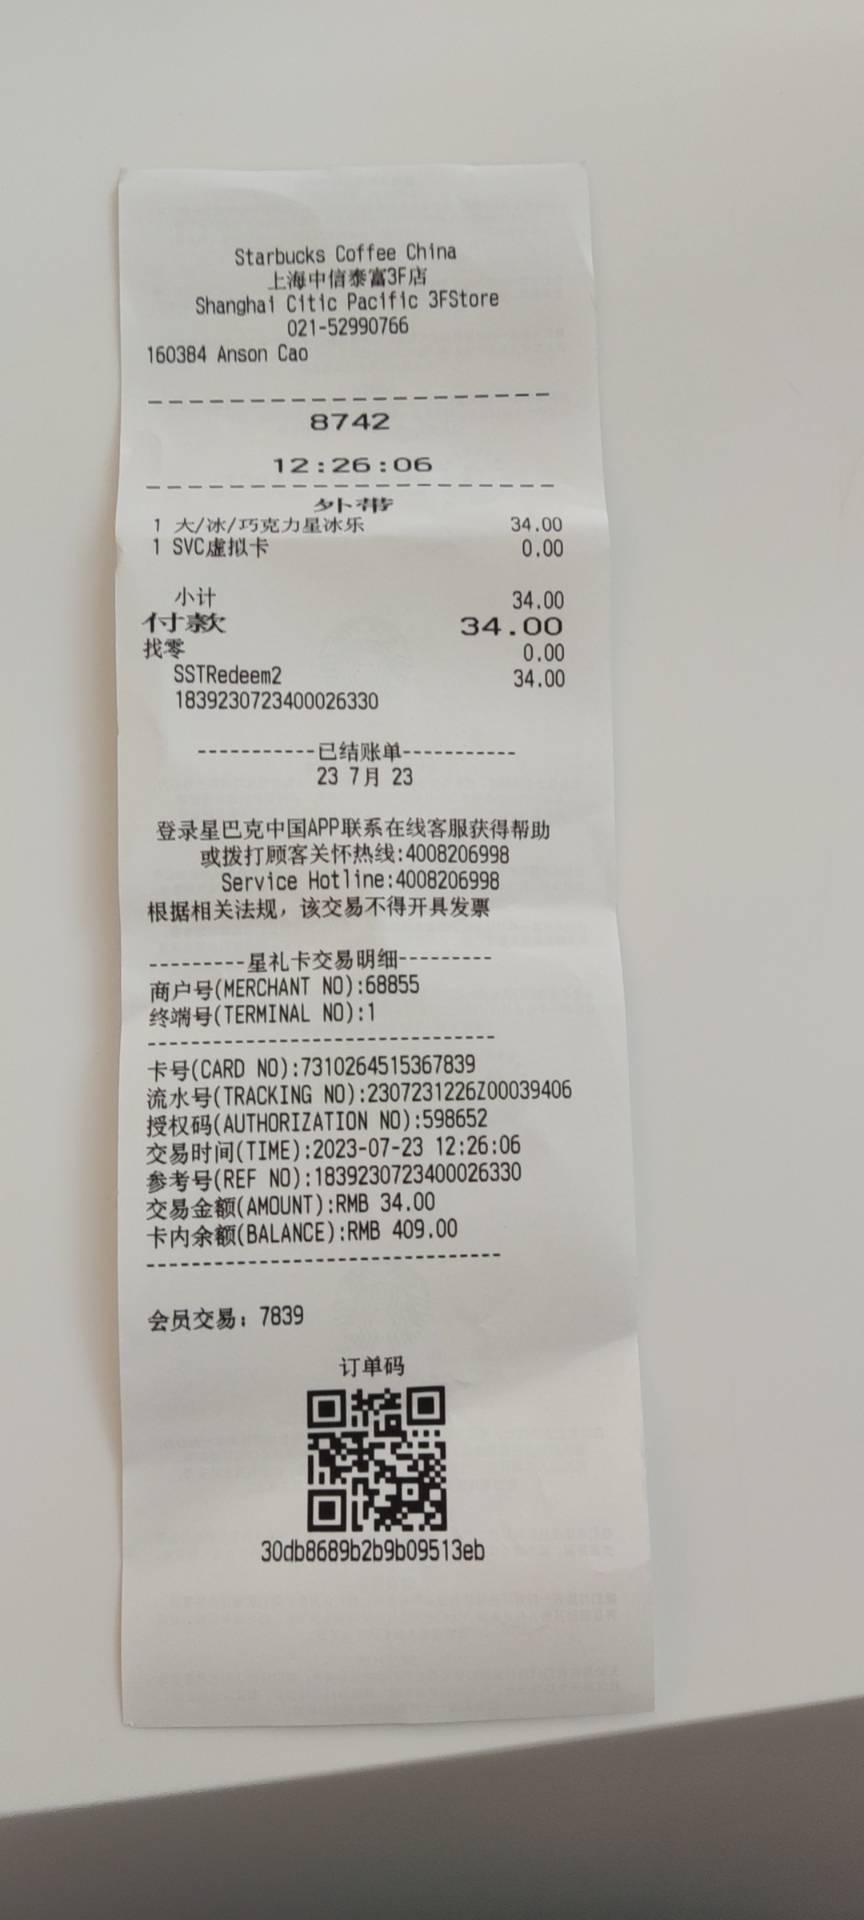 Starbucks Coffee China
上海中信泰富3F店
Shanghai Citic Pacific 3FStore
021-52990766
160384 Anson Cao
8742
12:26:06
外带
1 大/冰/巧克力星冰乐 34.00
1 SVC虚拟卡 0.00
小计 34.00
付款 34.00
找零 0.00
SSTRedeem2 34.00
1839230723400026330
-----------已结账单-----------
23 7月 23
登录星巴克中国APP联系在线客服获得帮助
或拨打顾客关怀热线:4008206998
Service Hotline:4008206998
根据相关法规，该交易不得开具发票
---------星礼卡交易明细---------
商户号(MERCHANT NO):68855
终端号(TERMINAL NO):1
卡号(CARD NO):7310264515367839
流水号(TRACKING NO):2307231226Z00039406
授权码(AUTHORIZATION NO):598652
交易时间(TIME):2023-07-23 12:26:06
参考号(REF NO):1839230723400026330
交易金额(AMOUNT):RMB 34.00
卡内余额(BALANCE):RMB 409.00
会员交易：7839
订单码
30db8689b2b9b09513eb